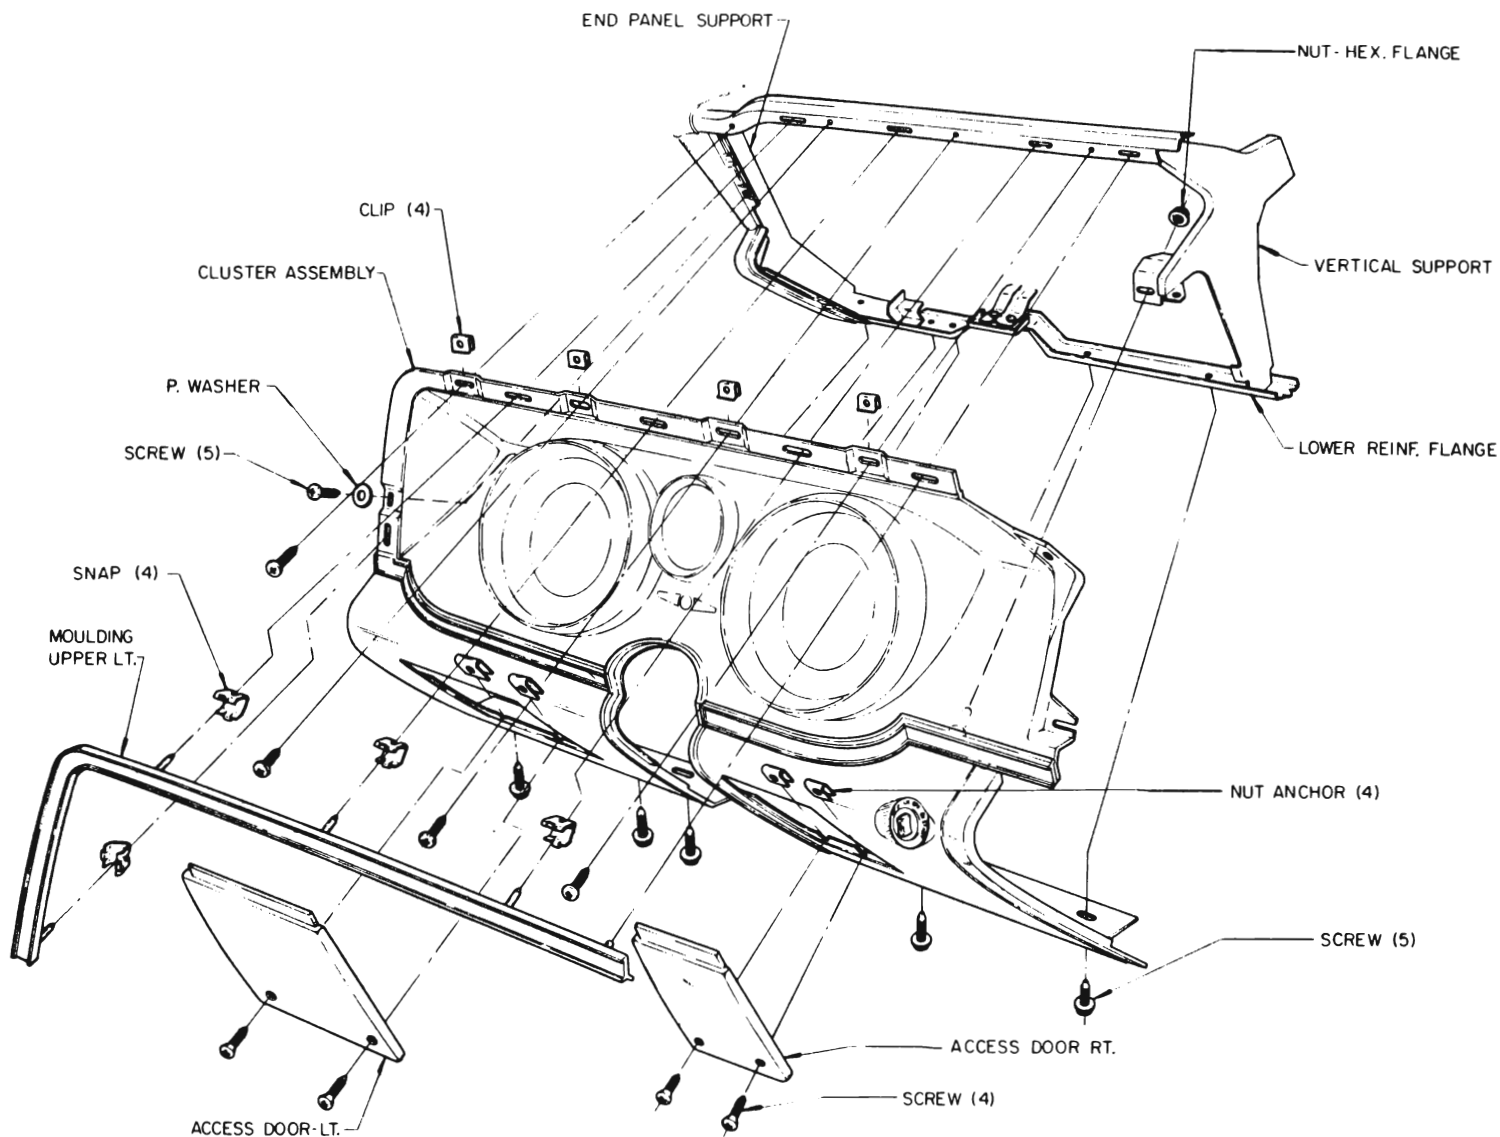 END PANEL SUPPORT
NUT-HEX. FLANGE
CLIP (4)
CLUSTER ASSEMBLY
VERTICAL SUPPORT
P. WASHER
SCREW (5)
LOWER REINF. FLANGE
SNAP (4)
MOULDING
UPPER LT.
NUT ANCHOR (4)
SCREW (5)
ACCESS DOOR RT.
SCREW (4)
ACCESS DOOR-LT.